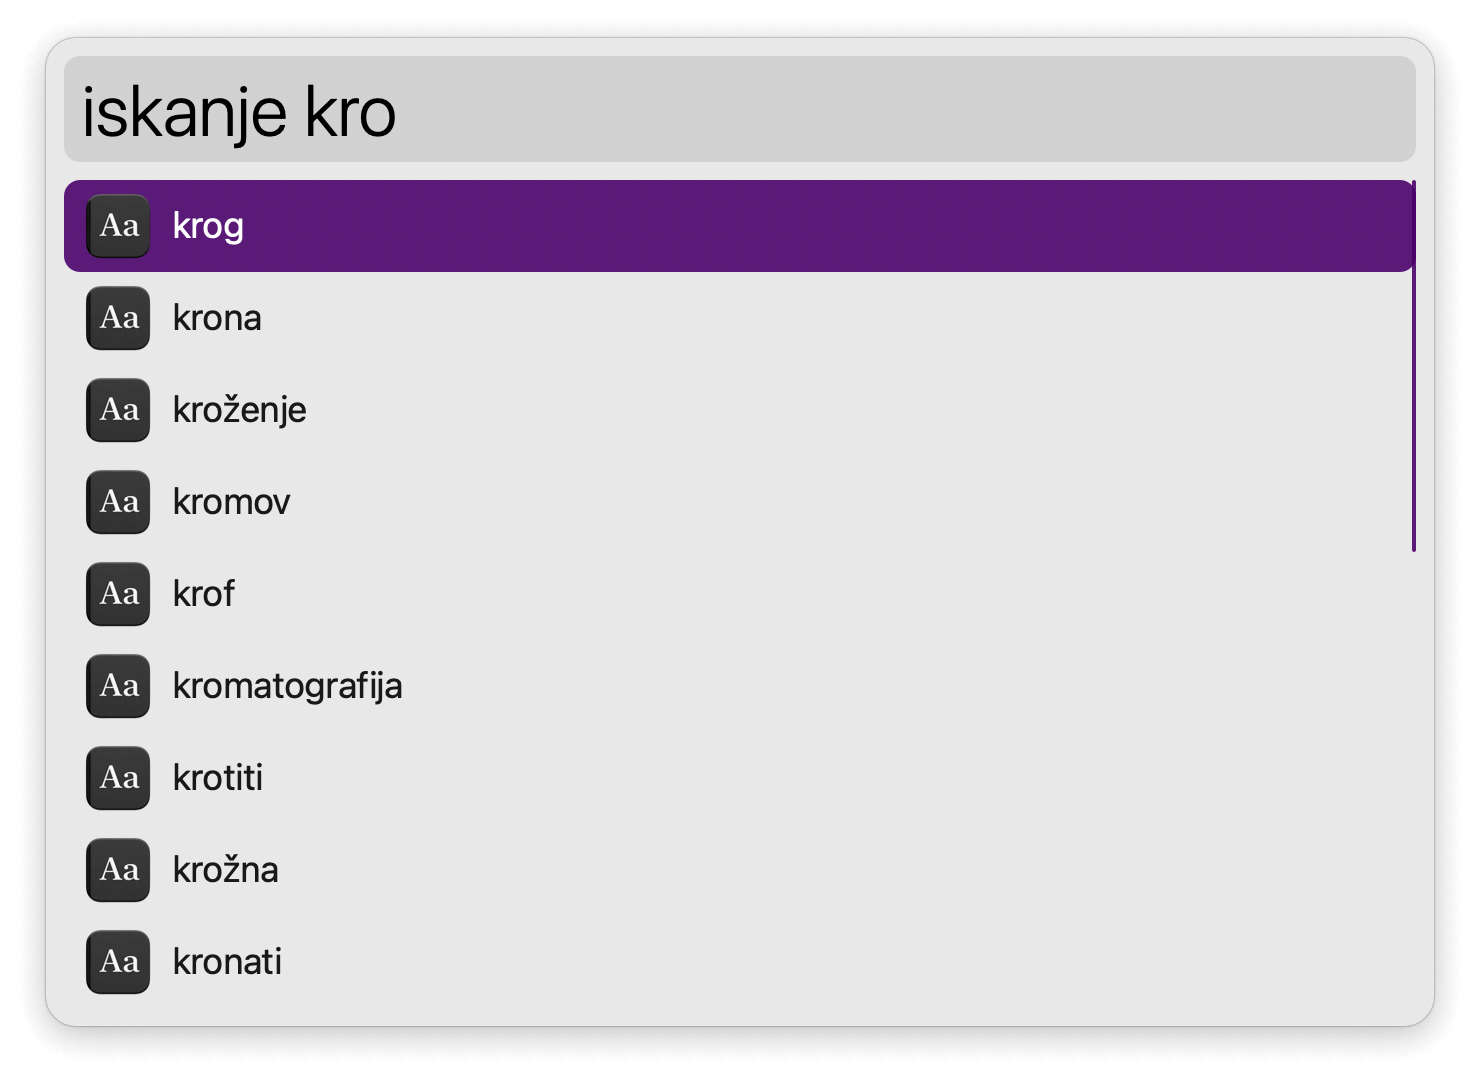 iskanje kro
Aa krog
Aa krona
Aa kroženje
Aa kromov
Aa krof
Aa kromatografija
Aa krotiti
Aa krožna
Aa kronati